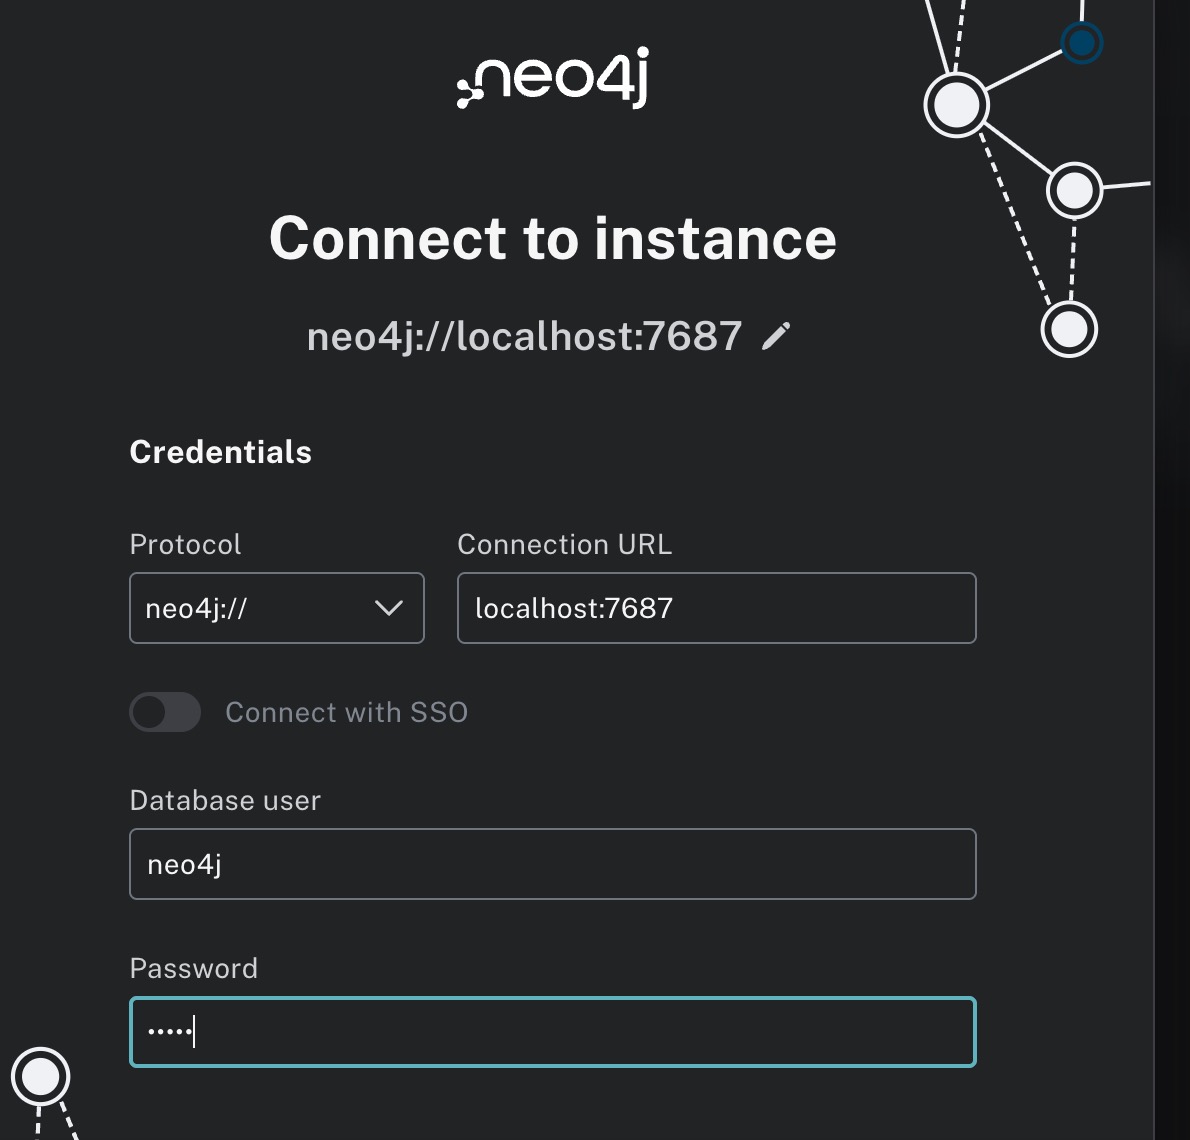 neo4j
Connect to instance
neo4j://localhost:7687
Credentials
Protocol
Connection URL
neo4j://
localhost:7687
Connect with SSO
Database user
neo4j
Password
•••••